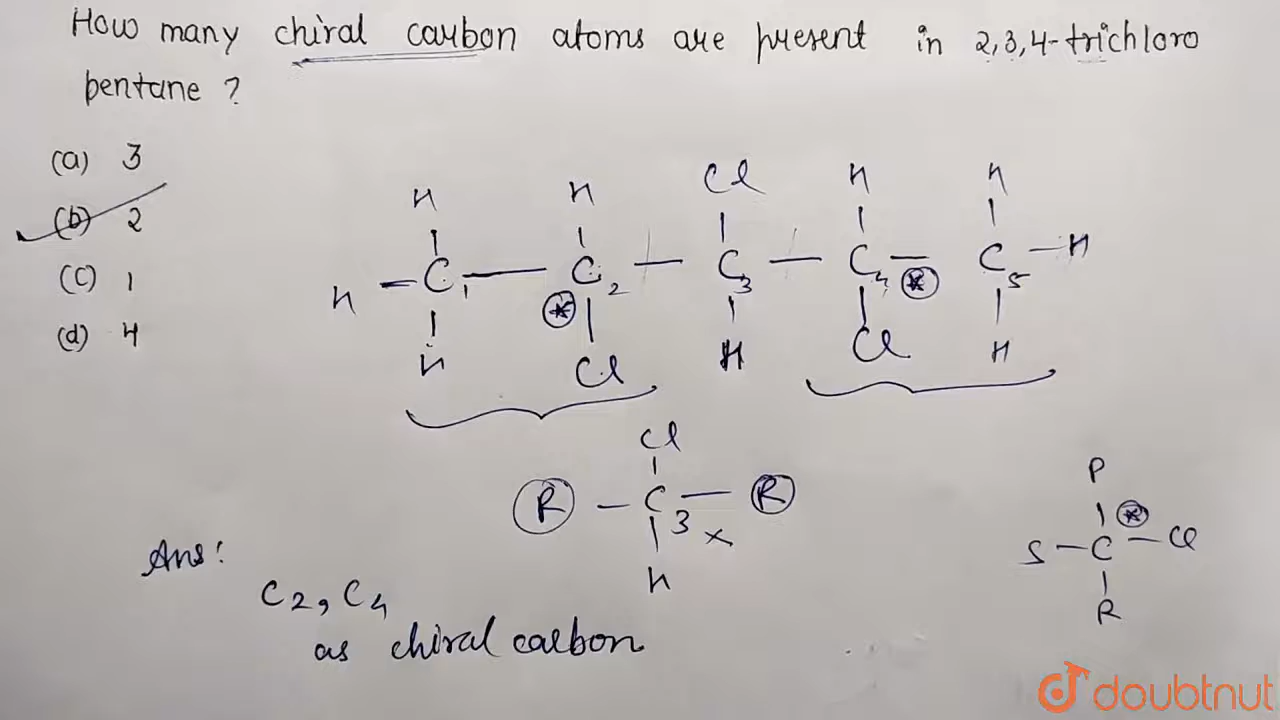 How many chiral carbon atoms are present in 2,3,4-trichloro
pentane ?
(a) 3
(b) 2
(c) 1
(d) 4
H H Cl H H
H - C1 - C2 - C3 - C4 - C5 - H
* *
H Cl H Cl H
Cl
R - C3 - R
x
H
P
*
S - C - Cl
R
Ans:
C2, C4
as chiral carbon
doubtnut